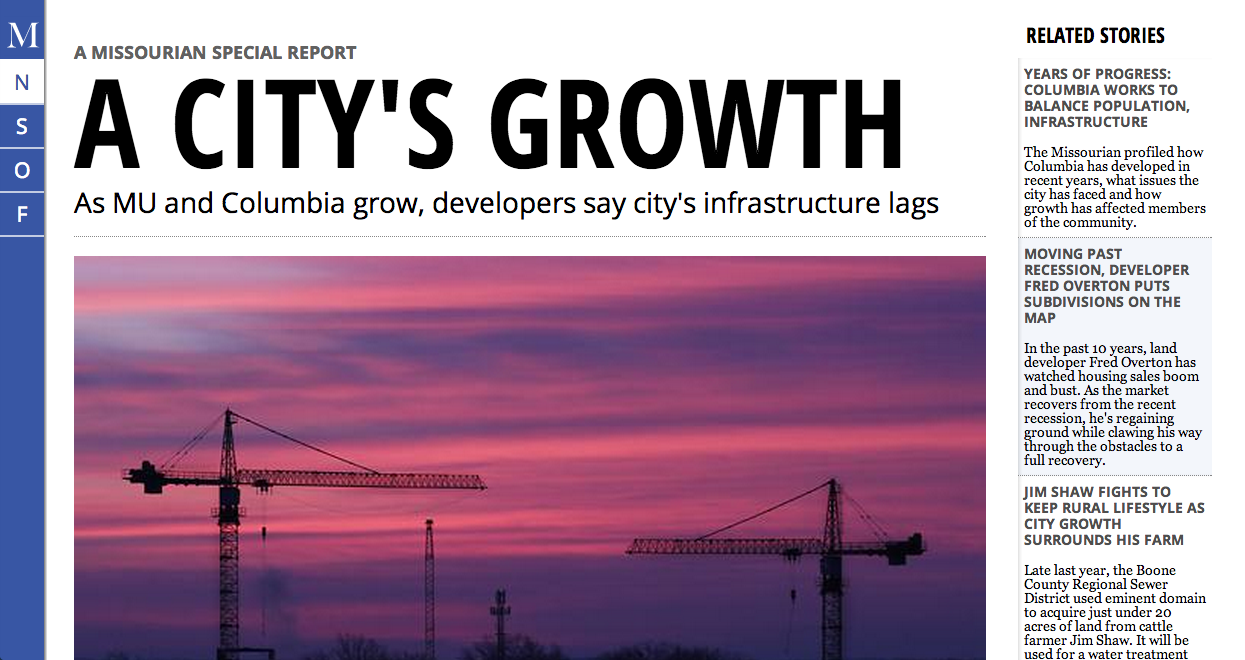 M
N
S
O
F
A MISSOURIAN SPECIAL REPORT
A CITY'S GROWTH
As MU and Columbia grow, developers say city's infrastructure lags
RELATED STORIES
YEARS OF PROGRESS:
COLUMBIA WORKS TO
BALANCE POPULATION,
INFRASTRUCTURE
The Missourian profiled how
Columbia has developed in
recent years, what issues the
city has faced and how
growth has affected members
of the community.
MOVING PAST
RECESSION, DEVELOPER
FRED OVERTON PUTS
SUBDIVISIONS ON THE
MAP
In the past 10 years, land
developer Fred Overton has
watched housing sales boom
and bust. As the market
recovers from the recent
recession, he's regaining
ground while clawing his way
through the obstacles to a
full recovery.
JIM SHAW FIGHTS TO
KEEP RURAL LIFESTYLE AS
CITY GROWTH
SURROUNDS HIS FARM
Late last year, the Boone
County Regional Sewer
District used eminent domain
to acquire just under 20
acres of land from cattle
farmer Jim Shaw. It will be
used for a water treatment